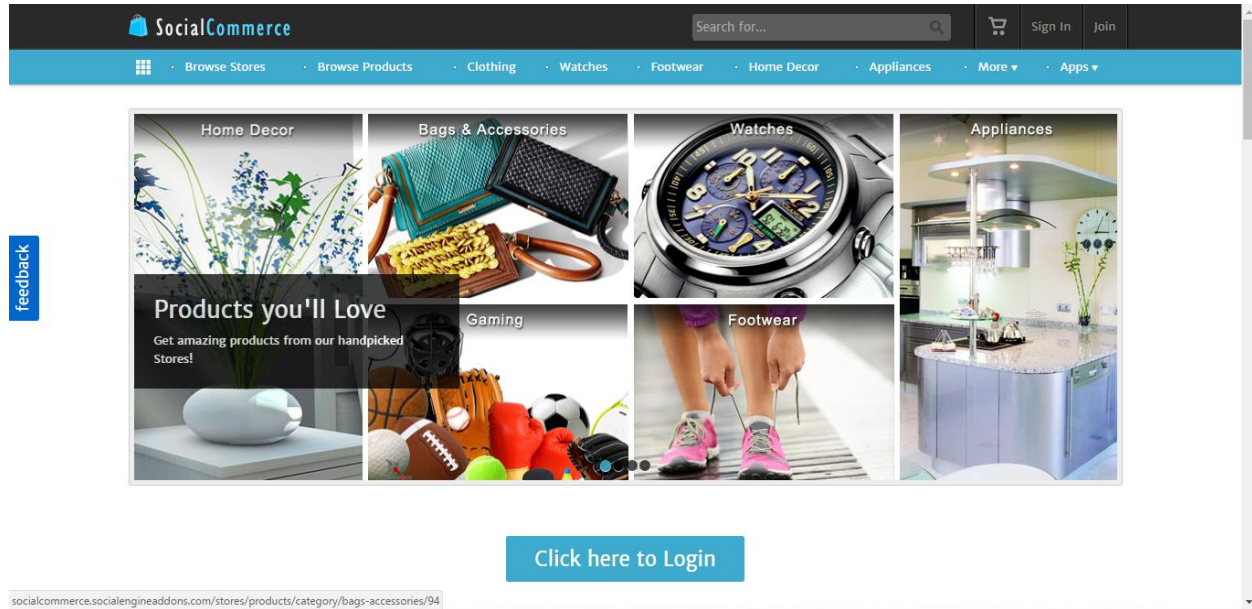 SocialCommerce
Search for...
Sign In
Join
Browse Stores
Browse Products
Clothing
Watches
Footwear
Home Decor
Appliances
More ▾
Apps ▾
Home Decor
Bags & Accessories
Watches
Appliances
feedback
Products you'll Love
Get amazing products from our handpicked
Stores!
Gaming
Footwear
Click here to Login
socialcommerce.socialengineaddons.com/stores/products/category/bags-accessories/94